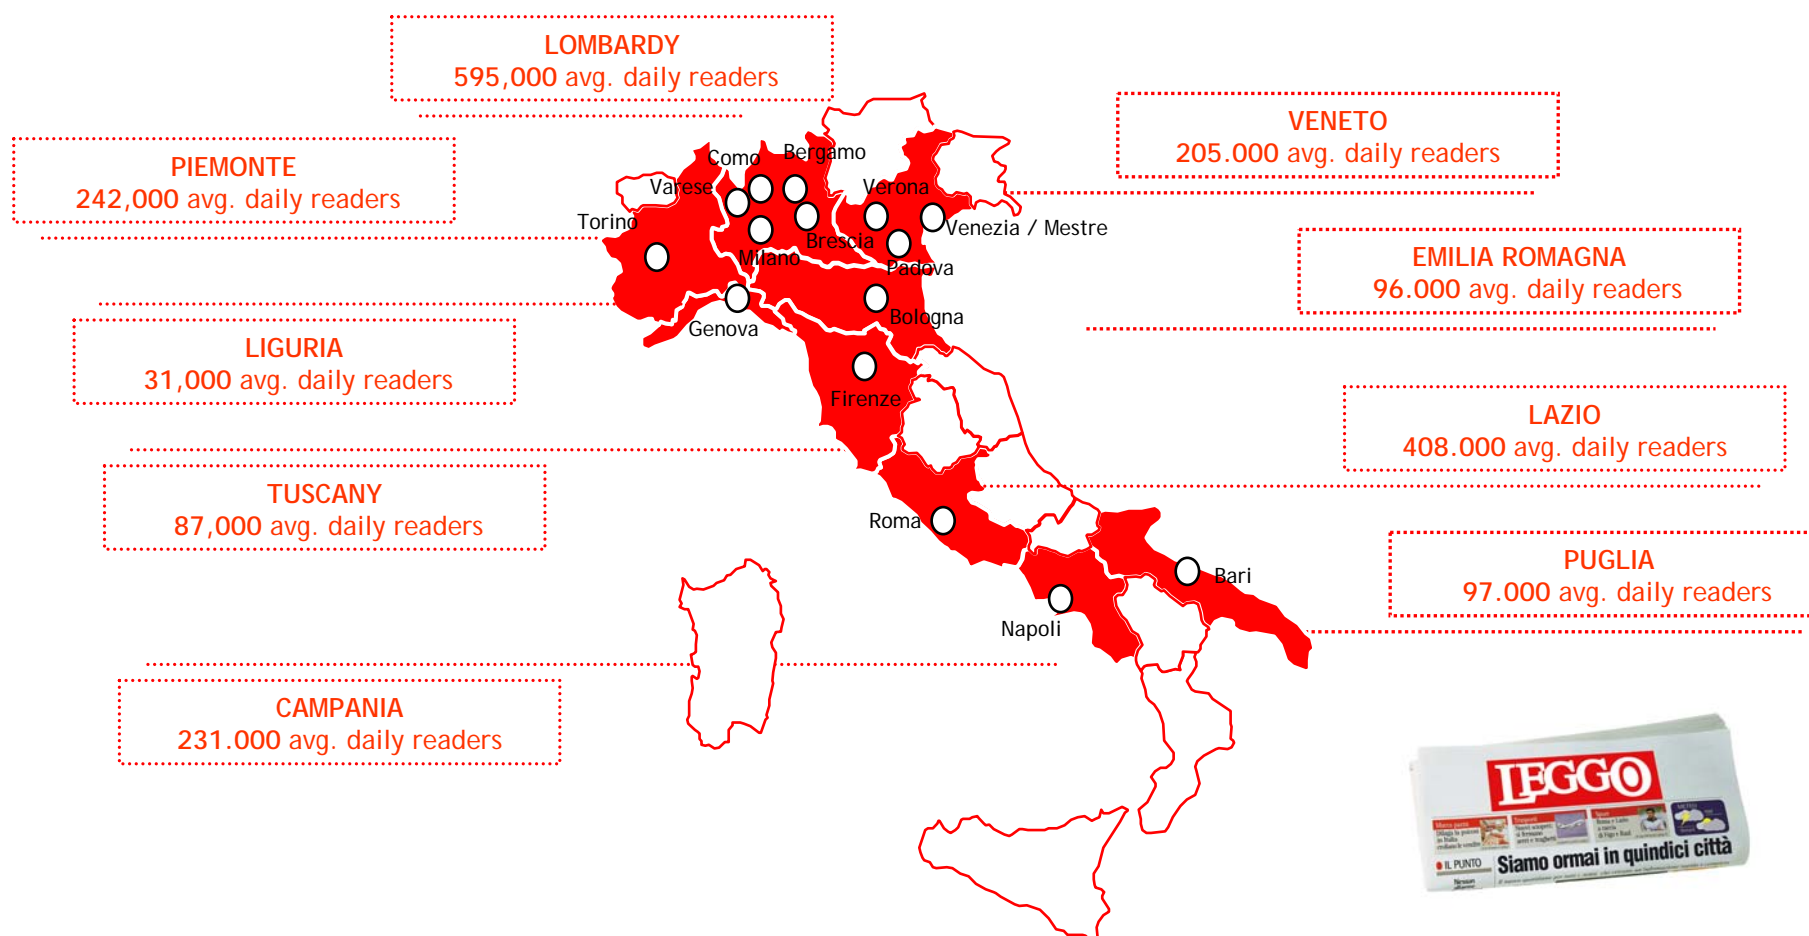 LOMBARDY
595,000 avg. daily readers
VENETO
205.000 avg. daily readers
PIEMONTE
242,000 avg. daily readers
Como
Bergamo
Varese
Verona
Torino
Brescia
Venezia / Mestre
Milano
Padova
EMILIA ROMAGNA
96.000 avg. daily readers
Genova
Bologna
LIGURIA
31,000 avg. daily readers
Firenze
LAZIO
408.000 avg. daily readers
TUSCANY
87,000 avg. daily readers
Roma
PUGLIA
97.000 avg. daily readers
Bari
Napoli
CAMPANIA
231.000 avg. daily readers
LEGGO
IL PUNTO
Siamo ormai in quindici città